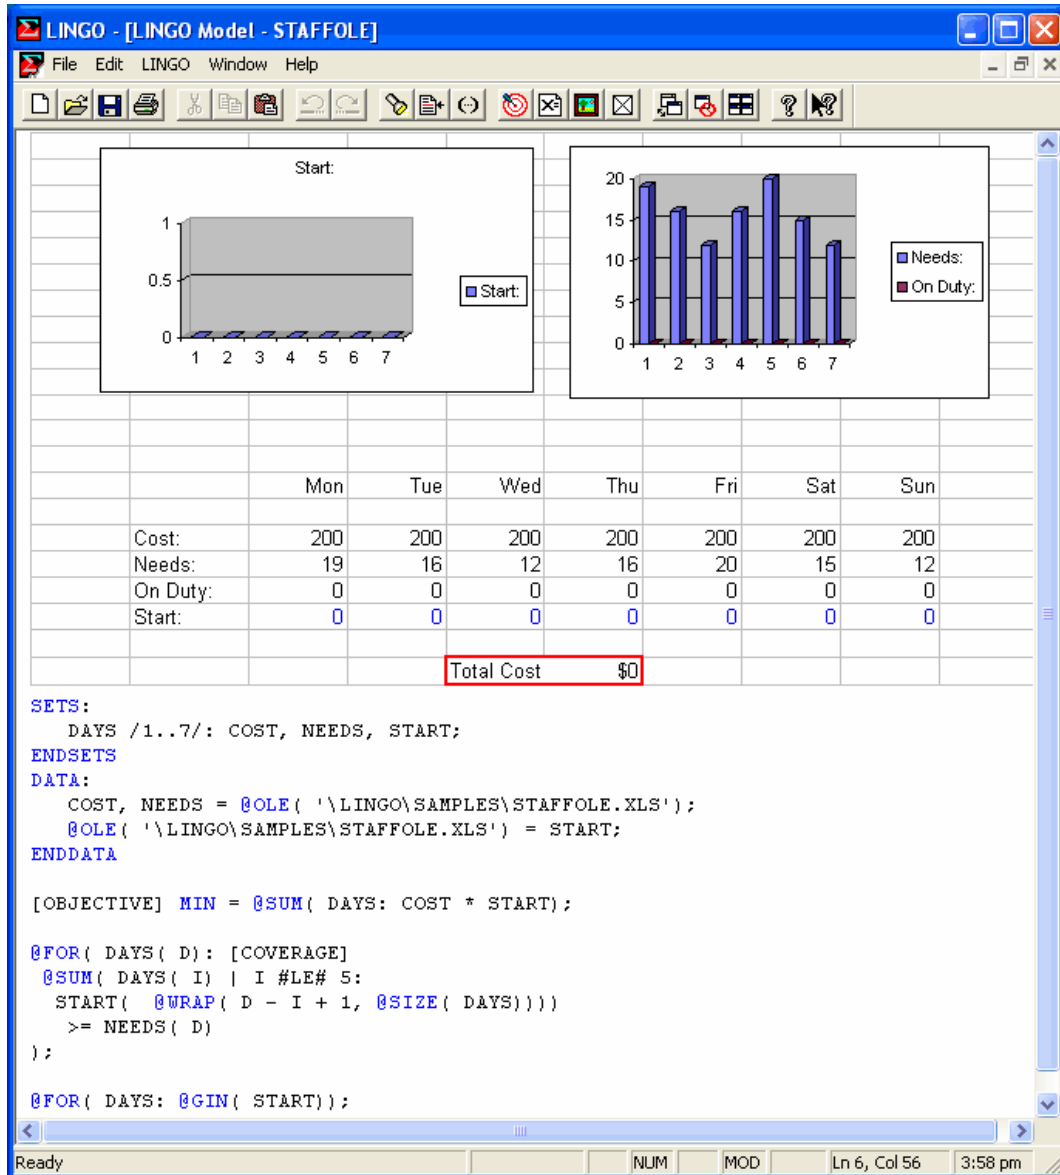 LINGO - [LINGO Model - STAFFOLE]
File Edit LINGO Window Help
Start:
1
0.5
0
1 2 3 4 5 6 7
Start:
20
15
10
5
0
1 2 3 4 5 6 7
Needs:
On Duty:
Mon Tue Wed Thu Fri Sat Sun
Cost: 200 200 200 200 200 200 200
Needs: 19 16 12 16 20 15 12
On Duty: 0 0 0 0 0 0 0
Start: 0 0 0 0 0 0 0
Total Cost $0
SETS:
DAYS /1..7/: COST, NEEDS, START;
ENDSETS
DATA:
COST, NEEDS = @OLE( '\LINGO\SAMPLES\STAFFOLE.XLS');
@OLE( '\LINGO\SAMPLES\STAFFOLE.XLS') = START;
ENDDATA
[OBJECTIVE] MIN = @SUM( DAYS: COST * START);
@FOR( DAYS( D): [COVERAGE]
@SUM( DAYS( I) | I #LE# 5:
START(  @WRAP( D - I + 1, @SIZE( DAYS))))
>= NEEDS( D)
);
@FOR( DAYS: @GIN( START));
Ready NUM MOD Ln 6, Col 56 3:58 pm